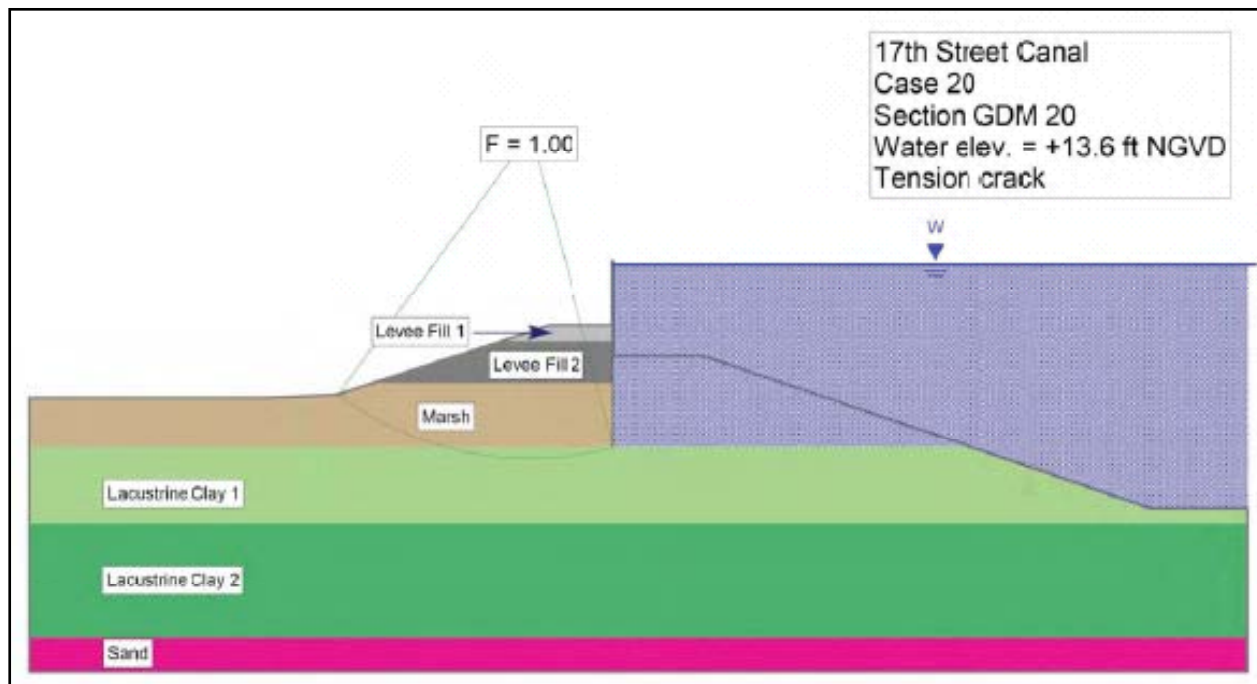 17th Street Canal
Case 20
Section GDM 20
Water elev. = +13.6 ft NGVD
Tension crack
F = 1.00
W
Levee Fill 1
Levee Fill 2
Marsh
Lacustrine Clay 1
Lacustrine Clay 2
Sand